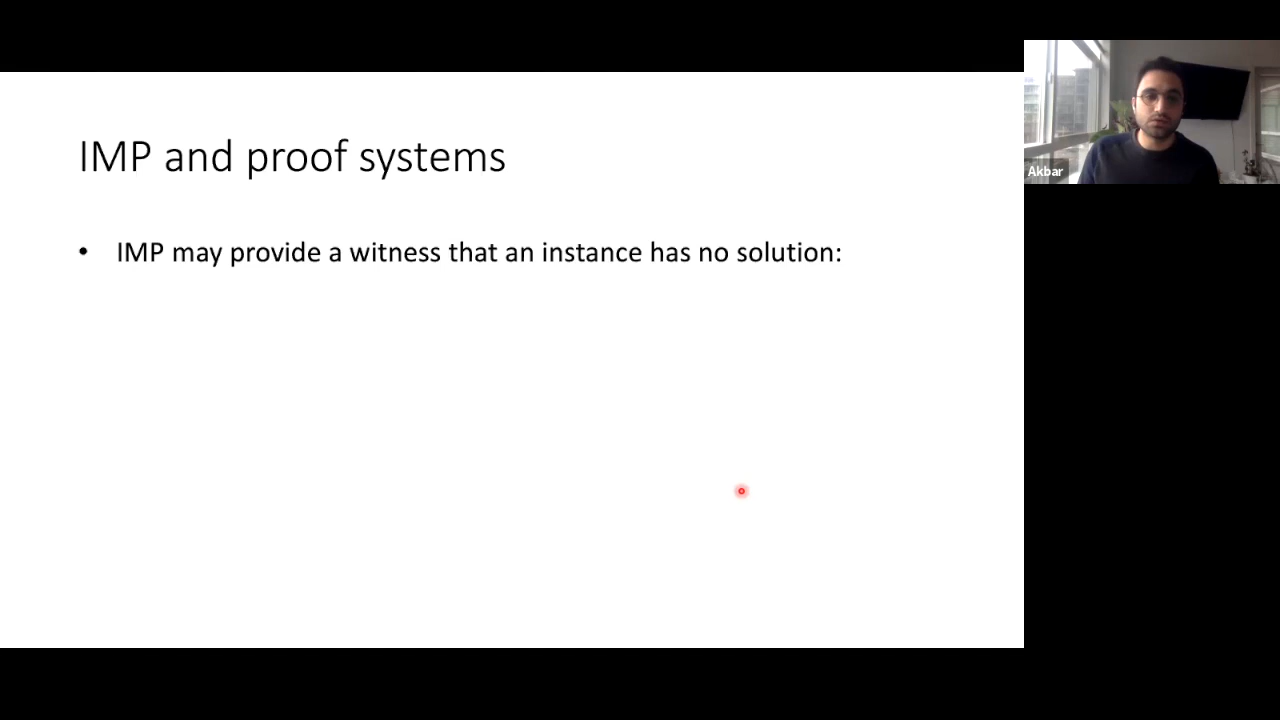 IMP and proof systems
• IMP may provide a witness that an instance has no solution:
Akbar